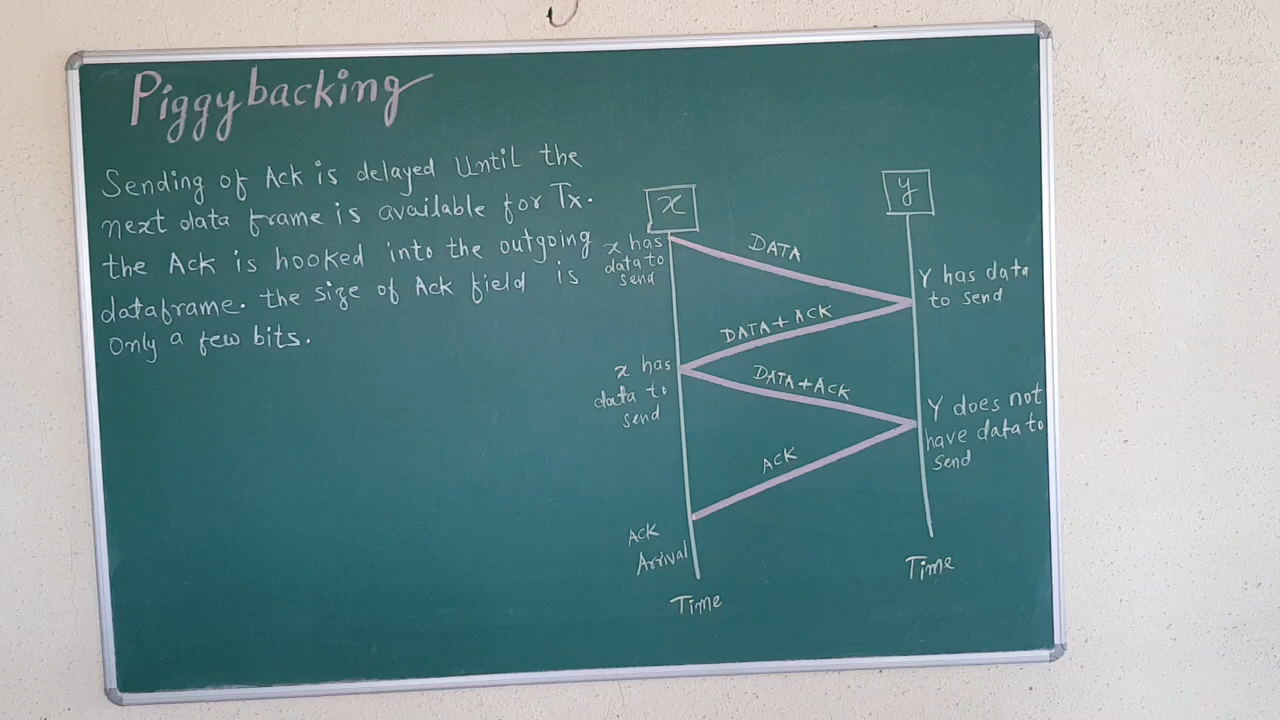 Piggybacking
Sending of Ack is delayed Until the
next data frame is available for Tx.
the Ack is hooked into the outgoing
dataframe. the size of Ack field is
Only a few bits.
x
y
x has
data to
send
DATA
Y has data
to send
DATA + ACK
x has
data to
send
DATA+ACK
Y does not
have data to
send
ACK
ACK
Arrival
Time
Time